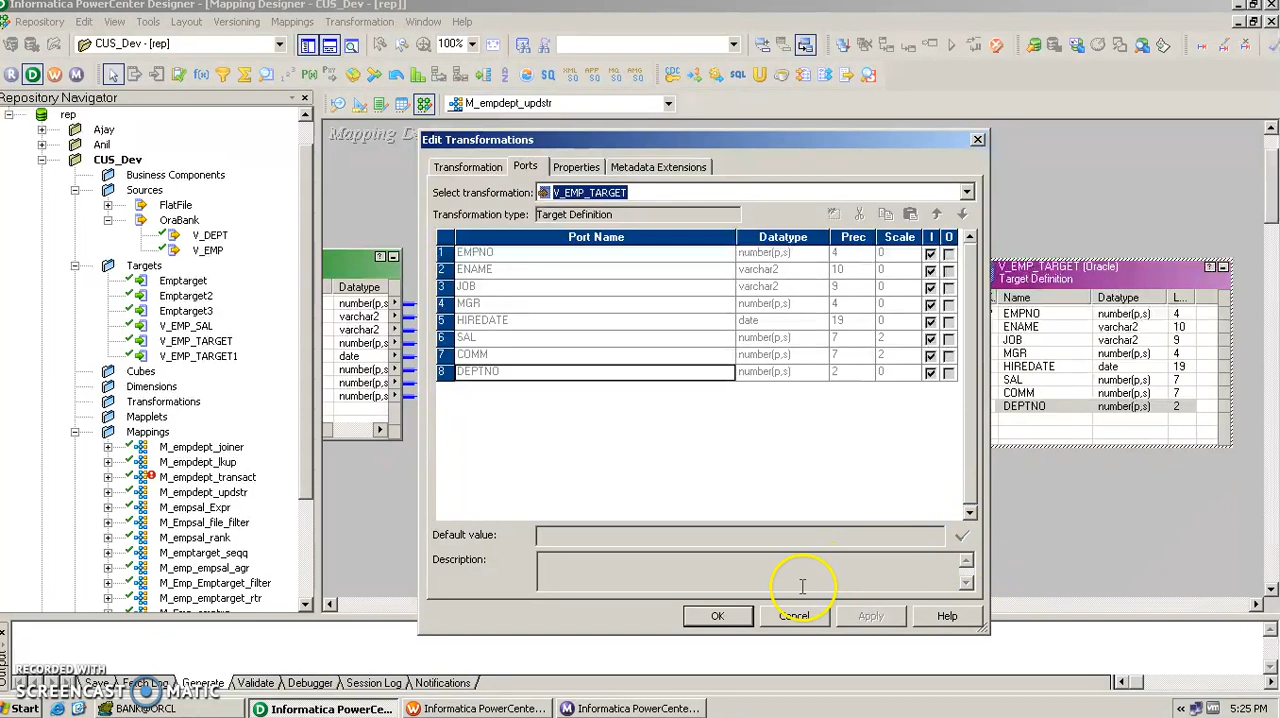 Informatica PowerCenter Designer - [Mapping Designer - CUS_Dev - [rep]]
Repository Edit View Tools Layout Versioning Mappings Transformation Window Help
CUS_Dev - [rep] 100%
Repository Navigator
M_empdept_updstr
rep
Ajay
Anil
CUS_Dev
Business Components
Sources
FlatFile
OraBank
V_DEPT
V_EMP
Targets
Emptarget
Emptarget2
Emptarget3
V_EMP_SAL
V_EMP_TARGET
V_EMP_TARGET1
Cubes
Dimensions
Transformations
Mapplets
Mappings
M_empdept_joiner
M_empdept_lkup
M_empdept_transact
M_empdept_updstr
M_Empsal_Expr
M_Empsal_file_filter
M_empsal_rank
M_emptarget_seqq
M_emp_empsal_agr
M_Emp_Emptarget_filter
M_emp_emptarget_rtr
Datatype
number(p,s)
varchar2
varchar2
number(p,s)
date
number(p,s)
number(p,s)
number(p,s)
Edit Transformations
Transformation Ports Properties Metadata Extensions
Select transformation: V_EMP_TARGET
Transformation type: Target Definition
Port Name Datatype Prec Scale I O
1 EMPNO number(p,s) 4 0
2 ENAME varchar2 10 0
3 JOB varchar2 9 0
4 MGR number(p,s) 4 0
5 HIREDATE date 19 0
6 SAL number(p,s) 7 2
7 COMM number(p,s) 7 2
8 DEPTNO number(p,s) 2 0
Default value:
Description:
OK Cancel Apply Help
V_EMP_TARGET (Oracle)
Target Definition
Name Datatype L...
EMPNO number(p,s) 4
ENAME varchar2 10
JOB varchar2 9
MGR number(p,s) 4
HIREDATE date 19
SAL number(p,s) 7
COMM number(p,s) 7
DEPTNO number(p,s) 2
Save Fetch Log Generate Validate Debugger Session Log Notifications
RECORDED WITH
SCREENCAST MATIC
Start BANK@ORCL Informatica PowerCe... Informatica PowerCente... Informatica PowerCente... 5:25 PM